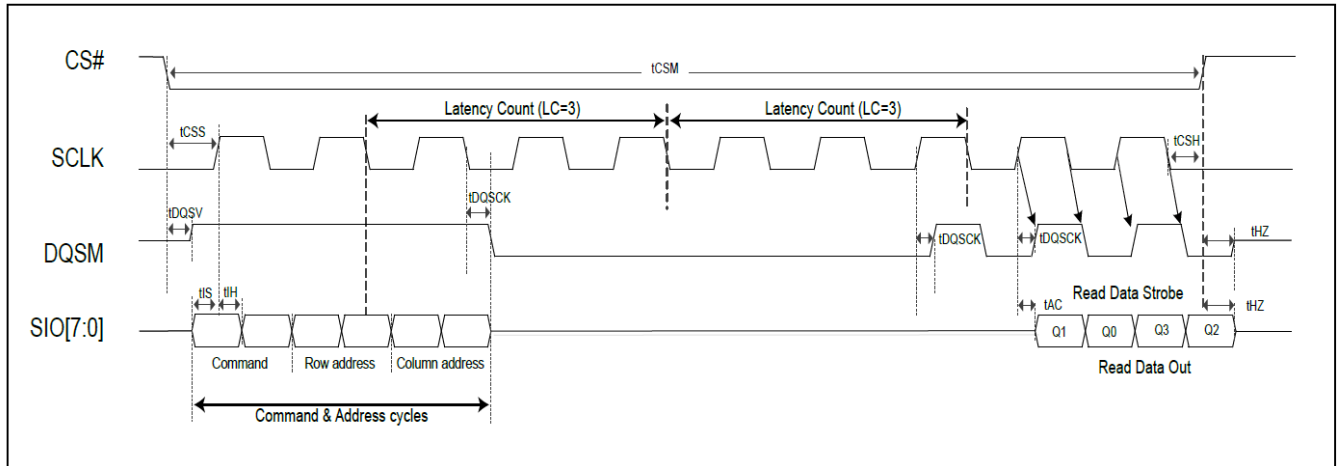 CS#
tCSM
Latency Count (LC=3)
Latency Count (LC=3)
tCSS
SCLK
tCSH
tDQSCK
tDQSV
DQSM
tDQSCK
tDQSCK
tHZ
Read Data Strobe
tIS
tIH
tAC
tHZ
SIO[7:0]
Q1
Q0
Q3
Q2
Command
Row address
Column address
Read Data Out
Command & Address cycles